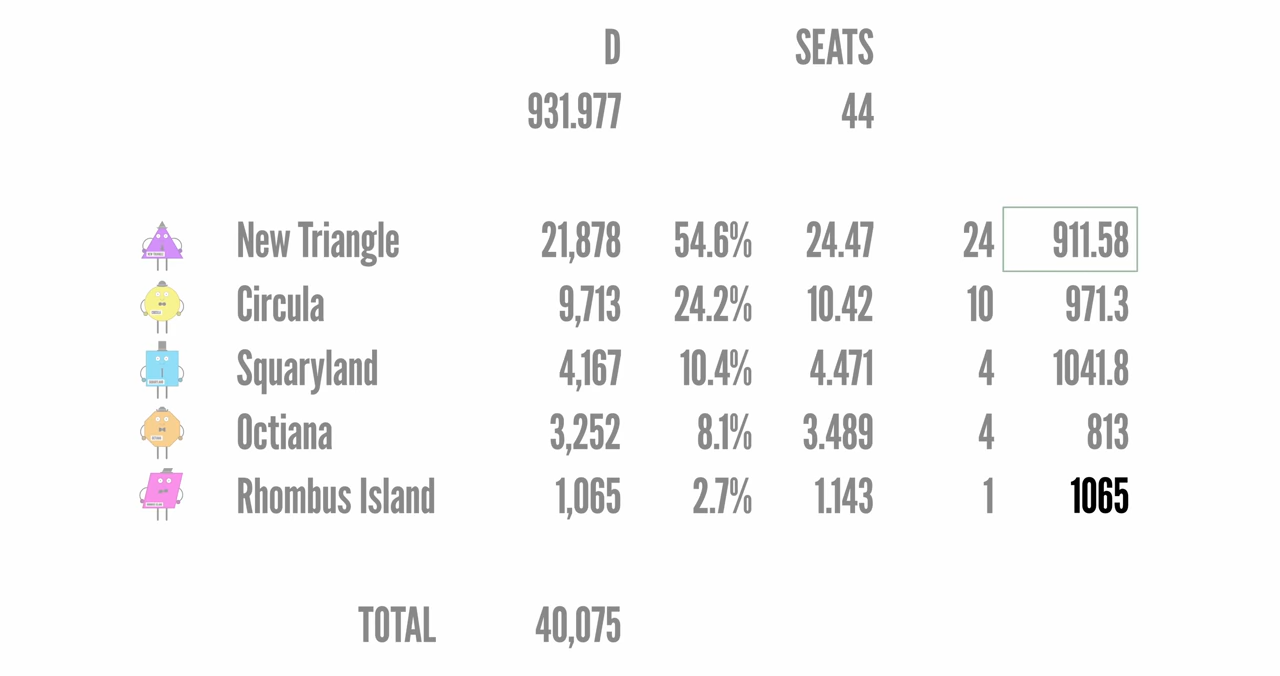 D SEATS
931.977 44
New Triangle 21,878 54.6% 24.47 24 911.58
Circula 9,713 24.2% 10.42 10 971.3
Squaryland 4,167 10.4% 4.471 4 1041.8
Octiana 3,252 8.1% 3.489 4 813
Rhombus Island 1,065 2.7% 1.143 1 1065
TOTAL 40,075